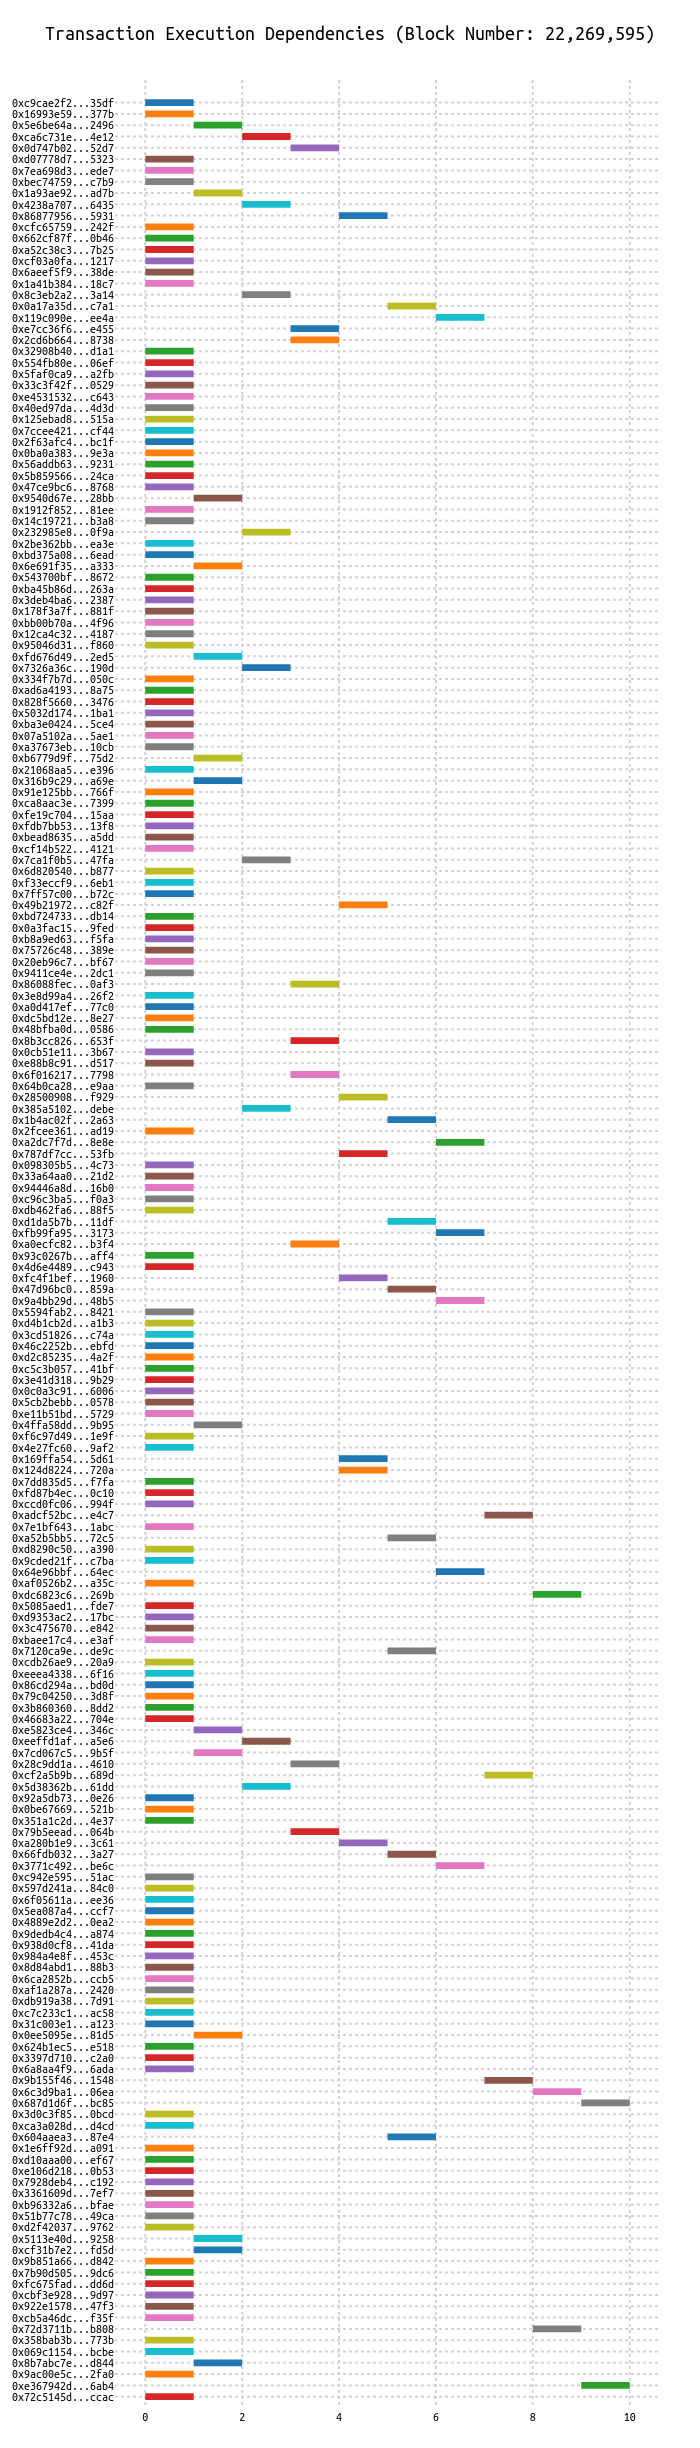 Transaction Execution Dependencies (Block Number: 22,269,595)
0xc9cae2f2...35df
0x16993e59...377b
0x5e6be64a...2496
0xca6c731e...4e12
0x0d747b02...52d7
0xd07778d7...5323
0x7ea698d3...ede7
0xbec74759...c7b9
0x1a93ae92...ad7b
0x4238a707...6435
0x86877956...5931
0xcfc65759...242f
0x662cf87f...0b46
0xa52c38c3...7b25
0xcf03a0fa...1217
0x6aeef5f9...38de
0x1a41b384...18c7
0x8c3eb2a2...3a14
0x0a17a35d...c7a1
0x119c090e...ee4a
0xe7cc36f6...e455
0x2cd6b664...8738
0x32908b40...d1a1
0x554fb80e...06ef
0x5faf0ca9...a2fb
0x33c3f42f...0529
0xe4531532...c643
0x40ed97da...4d3d
0x125ebad8...515a
0x7ccee421...cf44
0x2f63afc4...bc1f
0x0ba0a383...9e3a
0x56addb63...9231
0x5b859566...24ca
0x47ce9bc6...8768
0x9540d67e...28bb
0x1912f852...81ee
0x14c19721...b3a8
0x232985e8...0f9a
0x2be362bb...ea3e
0xbd375a08...6ead
0x6e691f35...a333
0x543700bf...8672
0xba45b86d...263a
0x3deb4ba6...2387
0x178f3a7f...881f
0xbb00b70a...4f96
0x12ca4c32...4187
0x95046d31...f860
0xfd676d49...2ed5
0x7326a36c...190d
0x334f7b7d...050c
0xad6a4193...8a75
0x828f5660...3476
0x5032d174...1ba1
0xba3e0424...5ce4
0x07a5102a...5ae1
0xa37673eb...10cb
0xb6779d9f...75d2
0x21068aa5...e396
0x316b9c29...a69e
0x91e125bb...766f
0xca8aac3e...7399
0xfe19c704...15aa
0xfdb7bb53...13f8
0xbead8635...a5dd
0xcf14b522...4121
0x7ca1f0b5...47fa
0x6d820540...b877
0xf33eccf9...6eb1
0x7ff57c00...b72c
0x49b21972...c82f
0xbd724733...db14
0x0a3fac15...9fed
0xb8a9ed63...f5fa
0x75726c48...389e
0x20eb96c7...bf67
0x9411ce4e...2dc1
0x86088fec...0af3
0x3e8d99a4...26f2
0xa0d417ef...77c0
0xdc5bd12e...8e27
0x48bfba0d...0586
0x8b3cc826...653f
0x0cb51e11...3b67
0xe88b8c91...d517
0x6f016217...7798
0x64b0ca28...e9aa
0x28500908...f929
0x385a5102...debe
0x1b4ac02f...2a63
0x2fcee361...ad19
0xa2dc7f7d...8e8e
0x787df7cc...53fb
0x098305b5...4c73
0x33a64aa0...21d2
0x94446a8d...16b0
0xc96c3ba5...f0a3
0xdb462fa6...88f5
0xd1da5b7b...11df
0xfb99fa95...3173
0xa0ecfc82...b3f4
0x93c0267b...aff4
0x4d6e4489...c943
0xfc4f1bef...1960
0x47d96bc0...859a
0x9a4bb29d...48b5
0x5594fab2...8421
0xd4b1cb2d...a1b3
0x3cd51826...c74a
0x46c2252b...ebfd
0xd2c85235...4a2f
0xc5c3b057...41bf
0x3e41d318...9b29
0x0c0a3c91...6006
0x5cb2bebb...0578
0xe11b51bd...5729
0x4ffa58dd...9b95
0xf6c97d49...1e9f
0x4e27fc60...9af2
0x169ffa54...5d61
0x124d8224...720a
0x7dd835d5...f7fa
0xfd87b4ec...0c10
0xccd0fc06...994f
0xadcf52bc...e4c7
0x7e1bf643...1abc
0xa52b5bb5...72c5
0xd8290c50...a390
0x9cded21f...c7ba
0x64e96bbf...64ec
0xaf0526b2...a35c
0xdc6823c6...269b
0x5085aed1...fde7
0xd9353ac2...17bc
0x3c475670...e842
0xbaee17c4...e3af
0x7120ca9e...de9c
0xcdb26ae9...20a9
0xeeea4338...6f16
0x86cd294a...bd0d
0x79c04250...3d8f
0x3b860360...8dd2
0x46683a22...704e
0xe5823ce4...346c
0xeeffd1af...a5e6
0x7cd067c5...9b5f
0x28c9dd1a...4610
0xcf2a5b9b...689d
0x5d38362b...61dd
0x92a5db73...0e26
0x0be67669...521b
0x351a1c2d...4e37
0x79b5eead...064b
0xa280b1e9...3c61
0x66fdb032...3a27
0x3771c492...be6c
0xc942e595...51ac
0x597d241a...84c0
0x6f05611a...ee36
0x5ea087a4...ccf7
0x4889e2d2...0ea2
0x9dedb4c4...a874
0x938d0cf8...41da
0x984a4e8f...453c
0x8d84abd1...88b3
0x6ca2852b...ccb5
0xaf1a287a...2420
0xdb919a38...7d91
0xc7c233c1...ac58
0x31c003e1...a123
0x0ee5095e...81d5
0x624b1ec5...e518
0x3397d710...c2a0
0x6a8aa4f9...6ada
0x9b155f46...1548
0x6c3d9ba1...06ea
0x687d1d6f...bc85
0x3d0c3f85...0bcd
0xca3a028d...d4cd
0x604aaea3...87e4
0x1e6ff92d...a091
0xd10aaa00...ef67
0xe106d218...0b53
0x7928deb4...c192
0x3361609d...7ef7
0xb96332a6...bfae
0x51b77c78...49ca
0xd2f42037...9762
0x5113e40d...9258
0xcf31b7e2...fd5d
0x9b851a66...d842
0x7b90d505...9dc6
0xfc675fad...dd6d
0xcbf3e928...9d97
0x922e1578...47f3
0xcb5a46dc...f35f
0x72d3711b...b808
0x358bab3b...773b
0x069c1154...bcbe
0x8b7abc7e...d844
0x9ac00e5c...2fa0
0xe367942d...6ab4
0x72c5145d...ccac
0 2 4 6 8 10